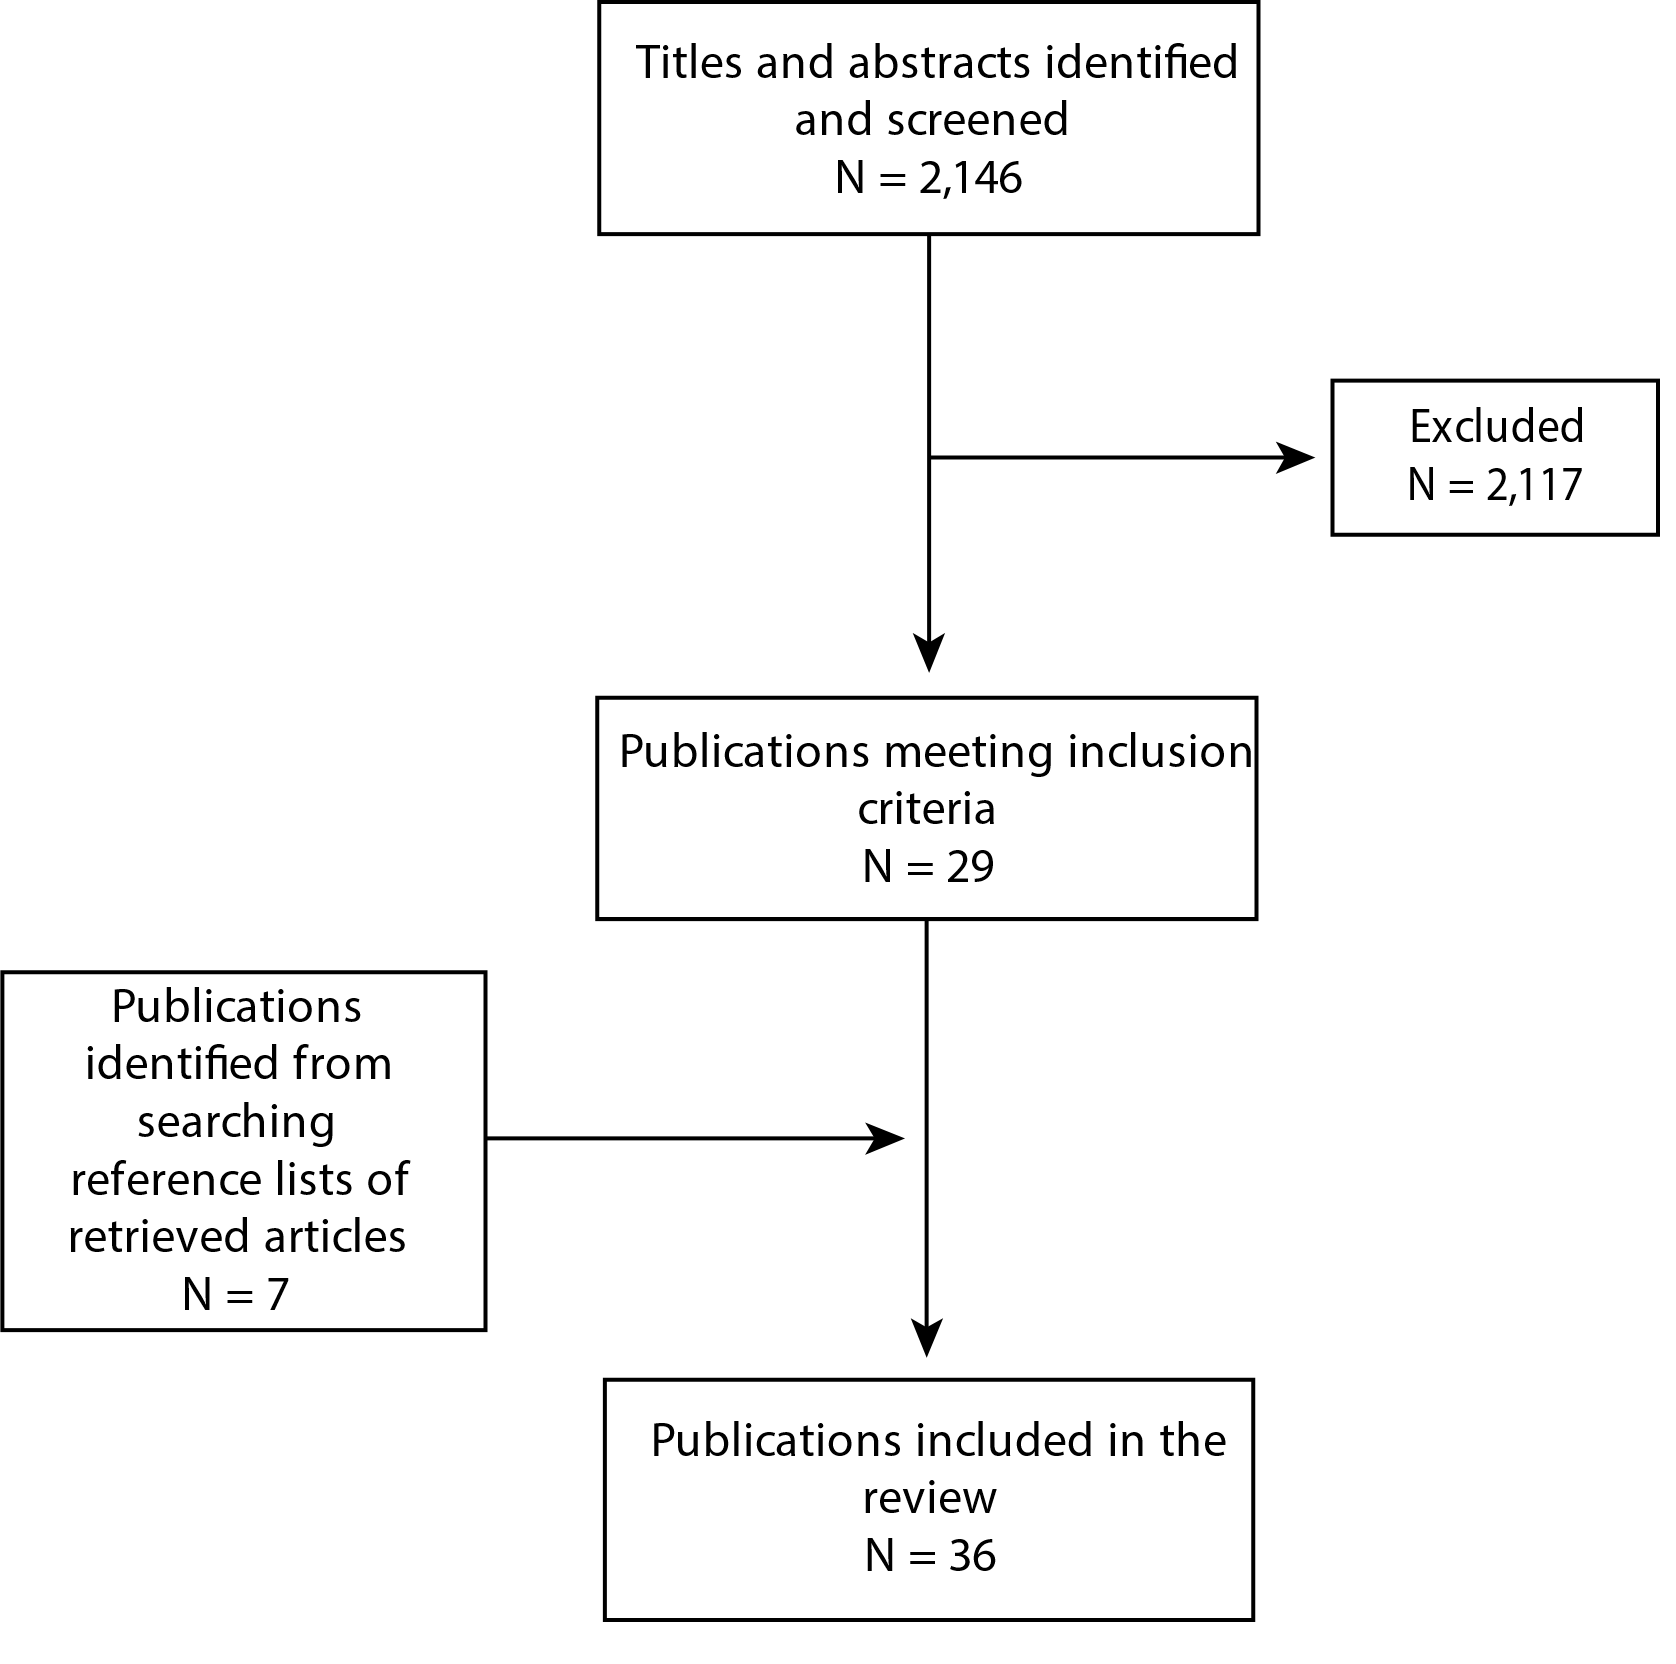 Titles and abstracts identified
and screened
N = 2,146
Excluded
N = 2,117
Publications meeting inclusion
criteria
N = 29
Publications
identified from
searching
reference lists of
retrieved articles
N = 7
Publications included in the
review
N = 36